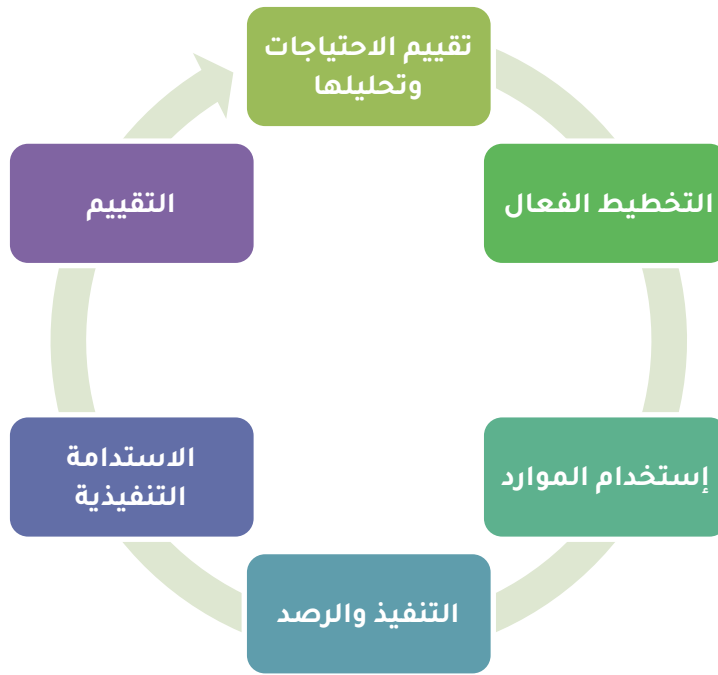 تقييم الاحتياجات
وتحليلها
التخطيط الفعال
إستخدام الموارد
التنفيذ والرصد
الاستدامة
التنفيذية
التقييم